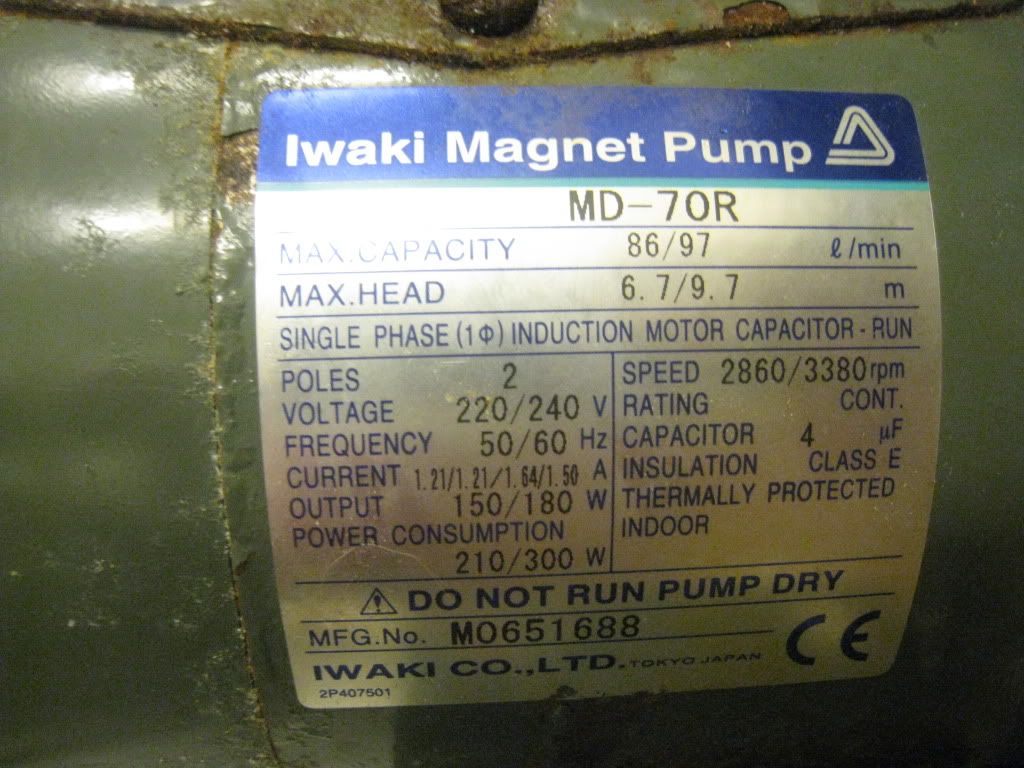 Iwaki Magnet Pump
MD-70R
MAX.CAPACITY 86/97 ℓ/min
MAX.HEAD 6.7/9.7 m
SINGLE PHASE (1Φ) INDUCTION MOTOR CAPACITOR - RUN
POLES 2
VOLTAGE 220/240 V
FREQUENCY 50/60 Hz
CURRENT 1.21/1.21/1.64/1.50 A
OUTPUT 150/180 W
POWER CONSUMPTION
210/300 W
SPEED 2860/3380rpm
RATING CONT.
CAPACITOR 4 μF
INSULATION CLASS E
THERMALLY PROTECTED
INDOOR
DO NOT RUN PUMP DRY
MFG.No. M0651688
IWAKI CO.,LTD. TOKYO JAPAN
CE
2P407501